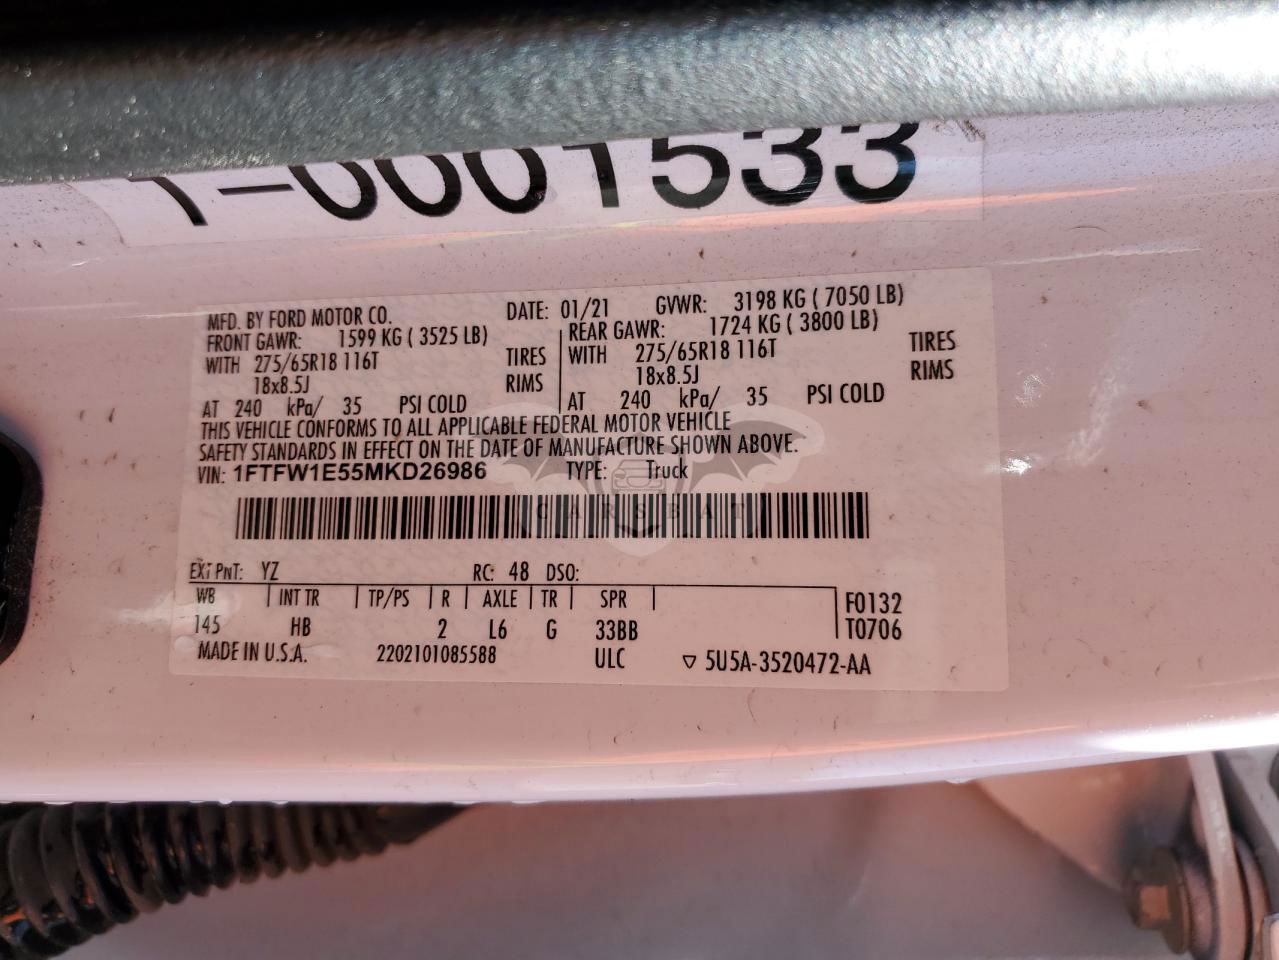 1-0001533
MFD. BY FORD MOTOR CO. DATE: 01/21 GVWR: 3198 KG ( 7050 LB)
FRONT GAWR: 1599 KG ( 3525 LB) REAR GAWR: 1724 KG ( 3800 LB)
WITH 275/65R18 116T TIRES WITH 275/65R18 116T TIRES
18x8.5J RIMS 18x8.5J RIMS
AT 240 kPa/ 35 PSI COLD AT 240 kPa/ 35 PSI COLD
THIS VEHICLE CONFORMS TO ALL APPLICABLE FEDERAL MOTOR VEHICLE
SAFETY STANDARDS IN EFFECT ON THE DATE OF MANUFACTURE SHOWN ABOVE.
VIN: 1FTFW1E55MKD26986 TYPE: Truck
CARSBAT
EXT PNT: YZ RC: 48 DSO:
WB INT TR TP/PS R AXLE TR SPR F0132
145 HB 2 L6 G 33BB T0706
MADE IN U.S.A. 2202101085588 ULC ▽ 5U5A-3520472-AA